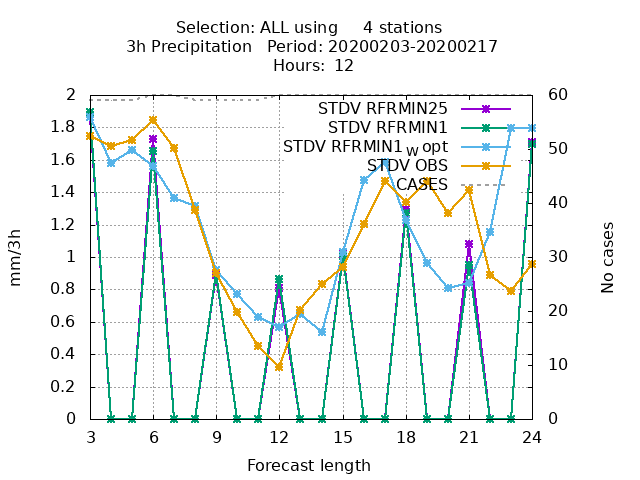 Selection: ALL using 4 stations
3h Precipitation Period: 20200203-20200217
Hours: 12
2 60
STDV RFRMIN25
1.8
STDV RFRMIN1
50
STDV RFRMIN1 w opt
1.6
STDV OBS
1.4
CASES
40
1.2
mm/3h
No cases
1 30
0.8
20
0.6
0.4
10
0.2
0 0
3 6 9 12 15 18 21 24
Forecast length